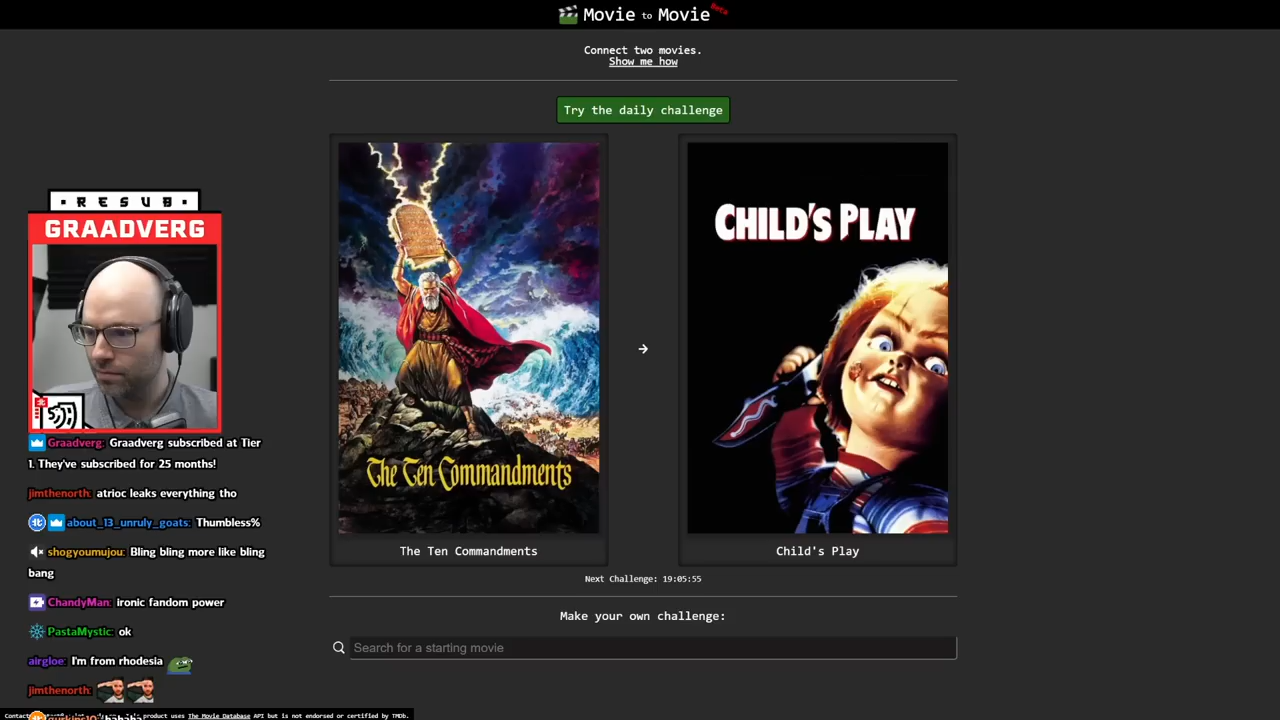 Movie to Movie Beta
Connect two movies.
Show me how
Try the daily challenge
CHILD'S PLAY
The Ten Commandments
The Ten Commandments
Child's Play
Next Challenge: 19:05:55
Make your own challenge:
Search for a starting movie
RESUB
GRAADVERG
Graadverg: Graadverg subscribed at Tier
1. They've subscribed for 25 months!
jimthenorth: atrioc leaks everything tho
about_13_unruly_goats: Thumbless%
shogyoumujou: Bling bling more like bling
bang
ChandyMan: ironic fandom power
PastaMystic: ok
airgloe: I'm from rhodesia
jimthenorth:
product uses The Movie Database API but is not endorsed or certified by TMDb.